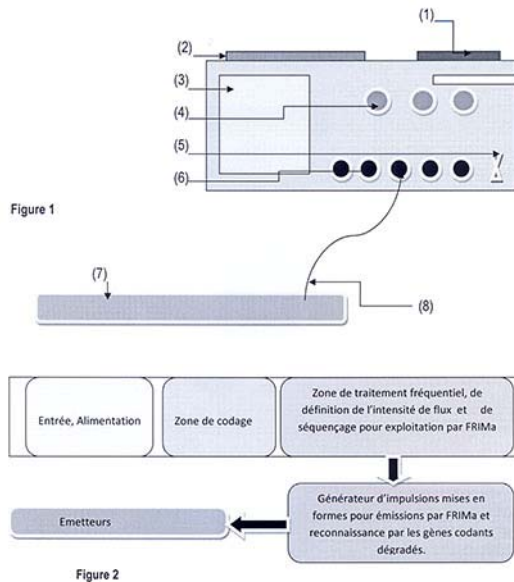 (1)
(2)
(3)
(4)
(5)
(6)
Figure 1
(7)
(8)
Entrée, Alimentation
Zone de codage
Zone de traitement fréquentiel, de
définition de l'intensité de flux et de
séquençage pour exploitation par FRIMa
Générateur d'impulsions mises en
formes pour émissions par FRIMa et
reconnaissance par les gènes codants
dégradés.
Emetteurs
Figure 2